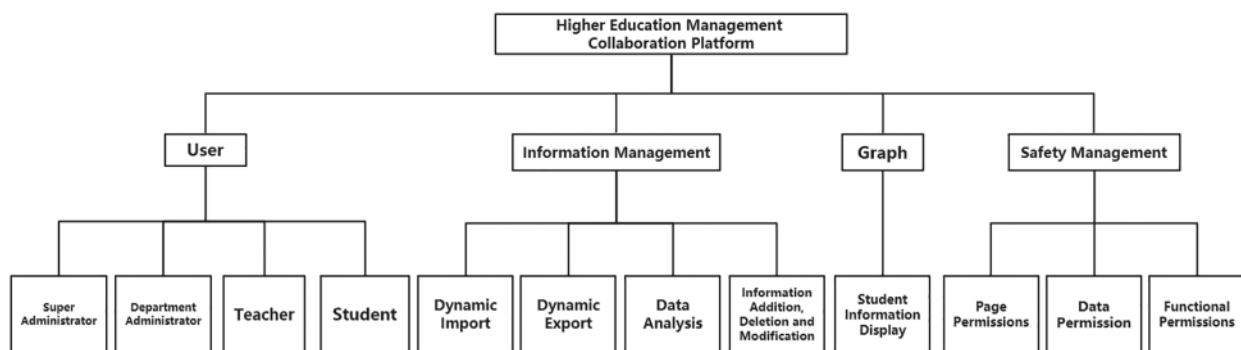 Higher Education Management
Collaboration Platform
User
Information Management
Graph
Safety Management
Super
Administrator
Department
Administrator
Teacher
Student
Dynamic
Import
Dynamic
Export
Data
Analysis
Information
Addition,
Deletion and
Modification
Student
Information
Display
Page
Permissions
Data
Permission
Functional
Permissions